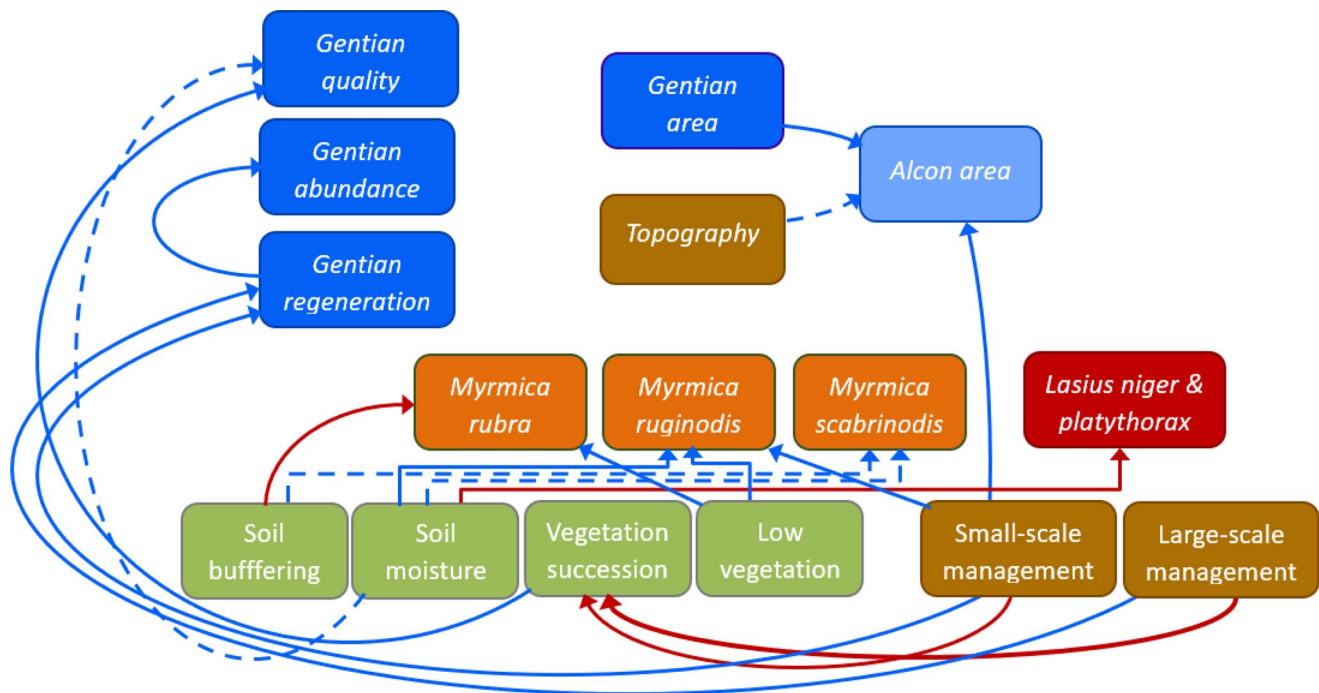 Gentian
quality
Gentian
abundance
Gentian
regeneration
Gentian
area
Topography
Alcon area
Myrmica
rubra
Myrmica
ruginodis
Myrmica
scabrinodis
Lasius niger &
platythorax
Soil
bufffering
Soil
moisture
Vegetation
succession
Low
vegetation
Small-scale
management
Large-scale
management